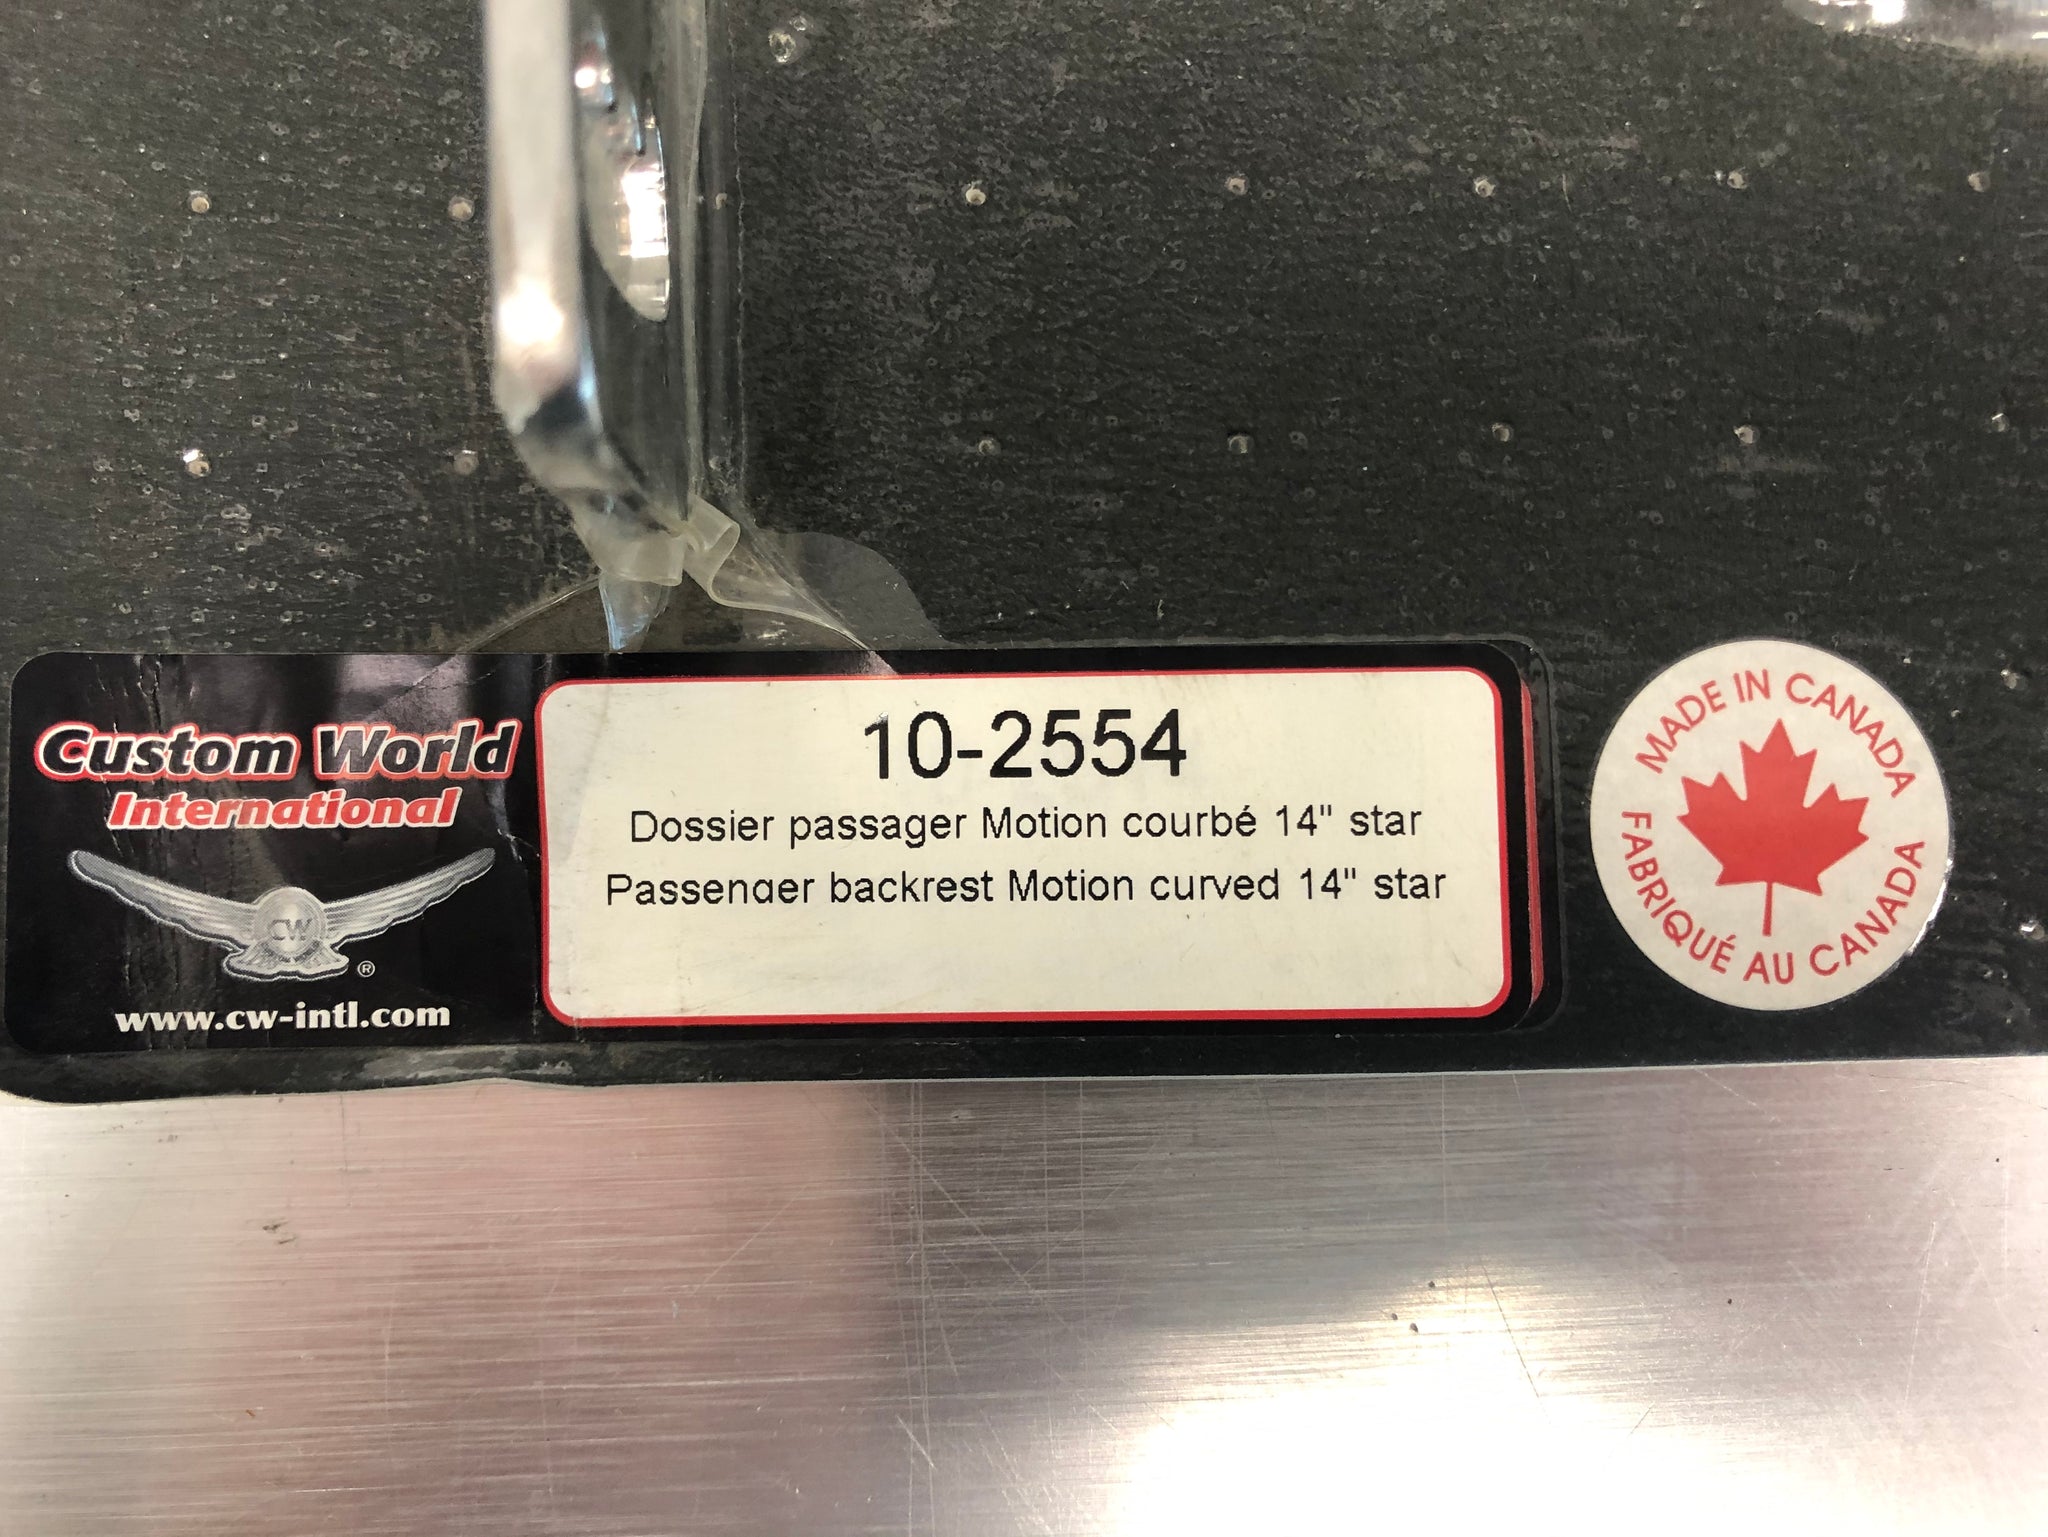 Custom World
International
CW
®
www.cw-intl.com
10-2554
Dossier passager Motion courbé 14" star
Passenger backrest Motion curved 14" star
MADE IN CANADA
FABRIQUÉ AU CANADA